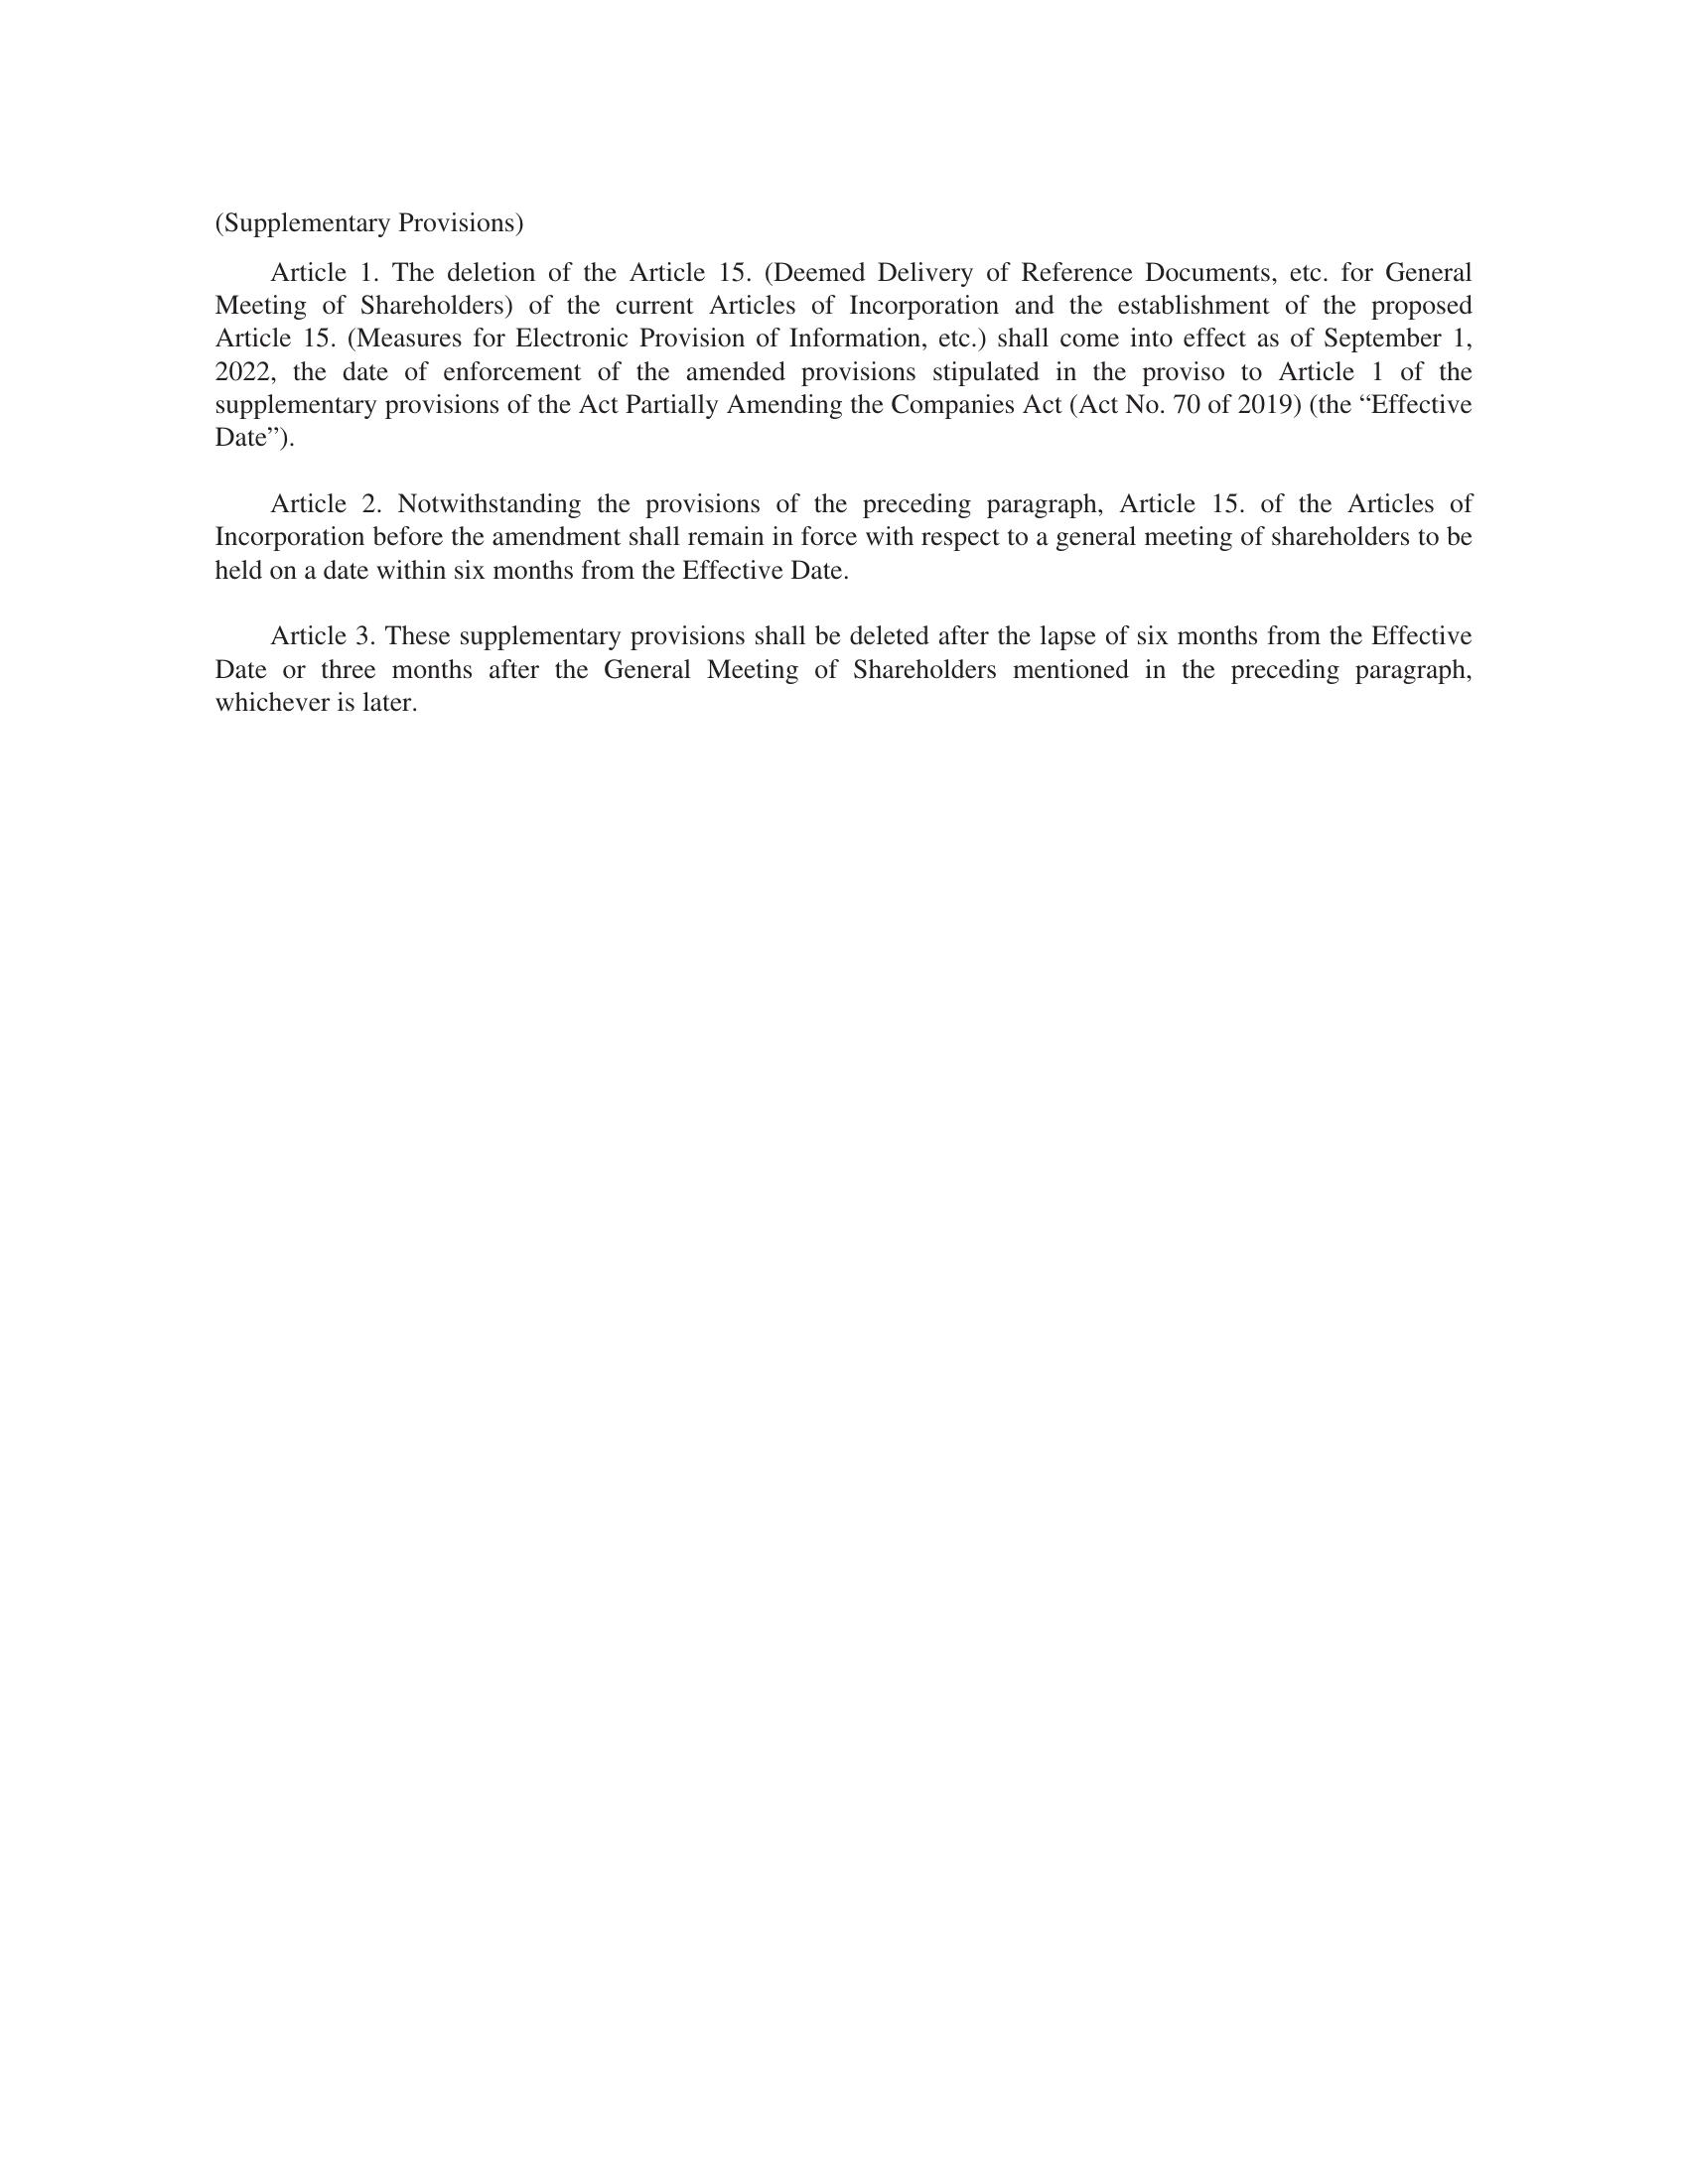 (Supplementary Provisions)
Article 1. The deletion of the Article 15. (Deemed Delivery of Reference Documents, etc. for General
Meeting of Shareholders) of the current Articles of Incorporation and the establishment of the proposed
Article 15. (Measures for Electronic Provision of Information, etc.) shall come into effect as of September 1,
2022, the date of enforcement of the amended provisions stipulated in the proviso to Article 1 of the
supplementary provisions of the Act Partially Amending the Companies Act (Act No. 70 of 2019) (the “Effective
Date”).
Article 2. Notwithstanding the provisions of the preceding paragraph, Article 15. of the Articles of
Incorporation before the amendment shall remain in force with respect to a general meeting of shareholders to be
held on a date within six months from the Effective Date.
Article 3. These supplementary provisions shall be deleted after the lapse of six months from the Effective
Date or three months after the General Meeting of Shareholders mentioned in the preceding paragraph,
whichever is later.